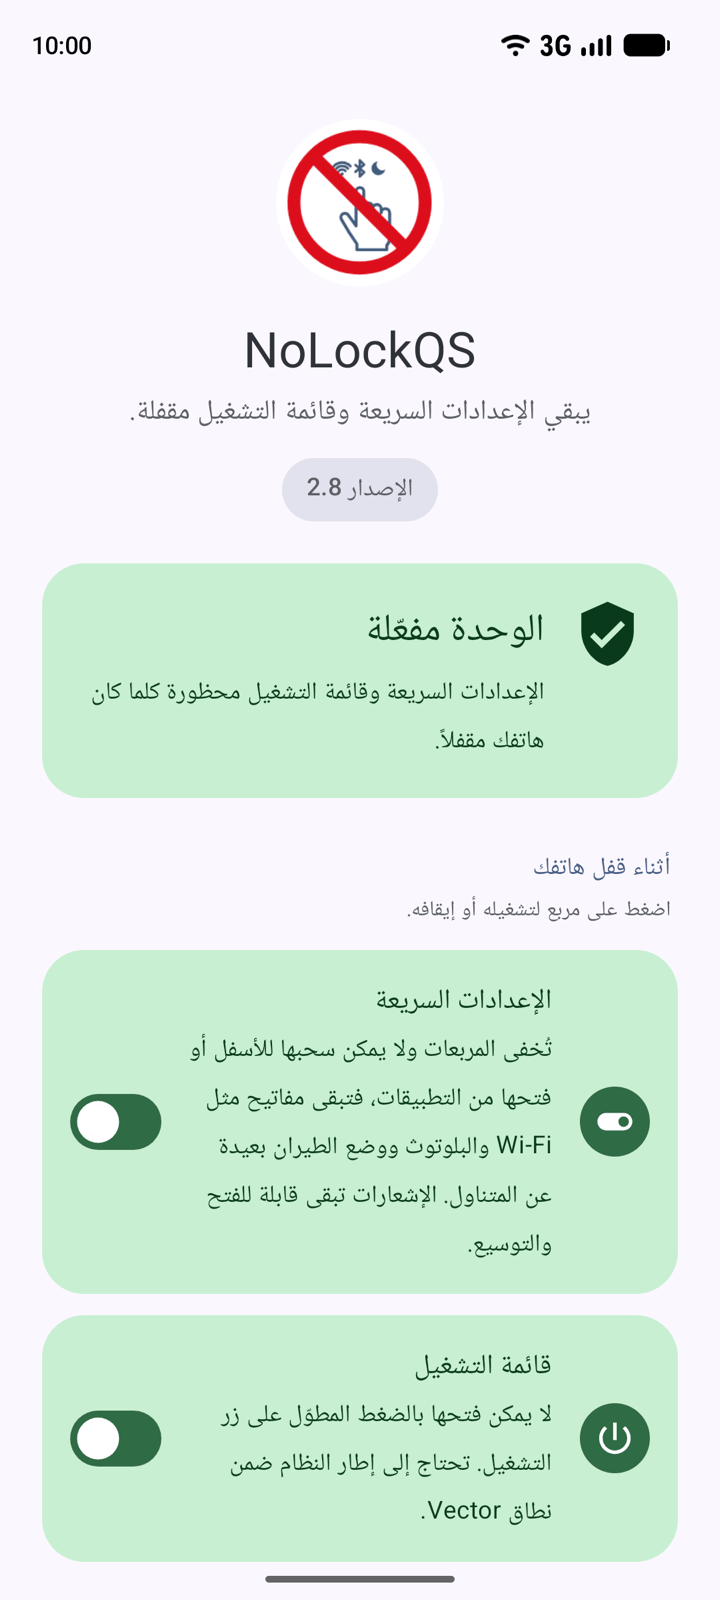 10:00
3G
NoLockQS
يبقي الإعدادات السريعة وقائمة التشغيل مقفلة.
الإصدار 2.8
الوحدة مفعّلة
الإعدادات السريعة وقائمة التشغيل محظورة كلما كان
هاتفك مقفلاً.
أثناء قفل هاتفك
اضغط على مربع لتشغيله أو إيقافه.
الإعدادات السريعة
تُخفى المربعات ولا يمكن سحبها للأسفل أو
فتحها من التطبيقات، فتبقى مفاتيح مثل
Wi-Fi والبلوتوث ووضع الطيران بعيدة
عن المتناول. الإشعارات تبقى قابلة للفتح
والتوسيع.
قائمة التشغيل
لا يمكن فتحها بالضغط المطوّل على زر
التشغيل. تحتاج إلى إطار النظام ضمن
نطاق Vector.